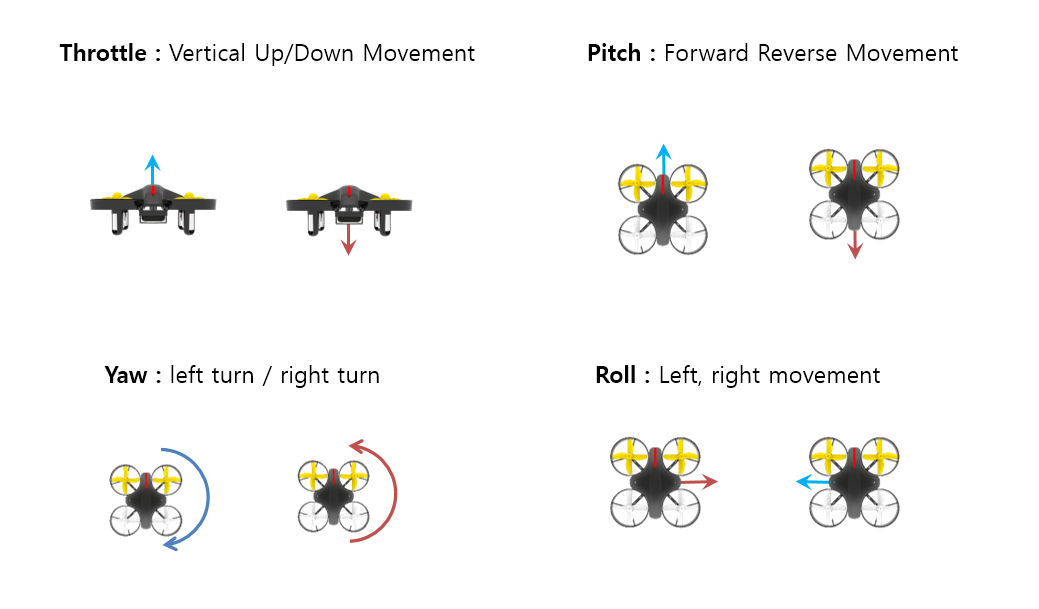 Throttle : Vertical Up/Down Movement
Pitch : Forward Reverse Movement
Yaw : left turn / right turn
Roll : Left, right movement